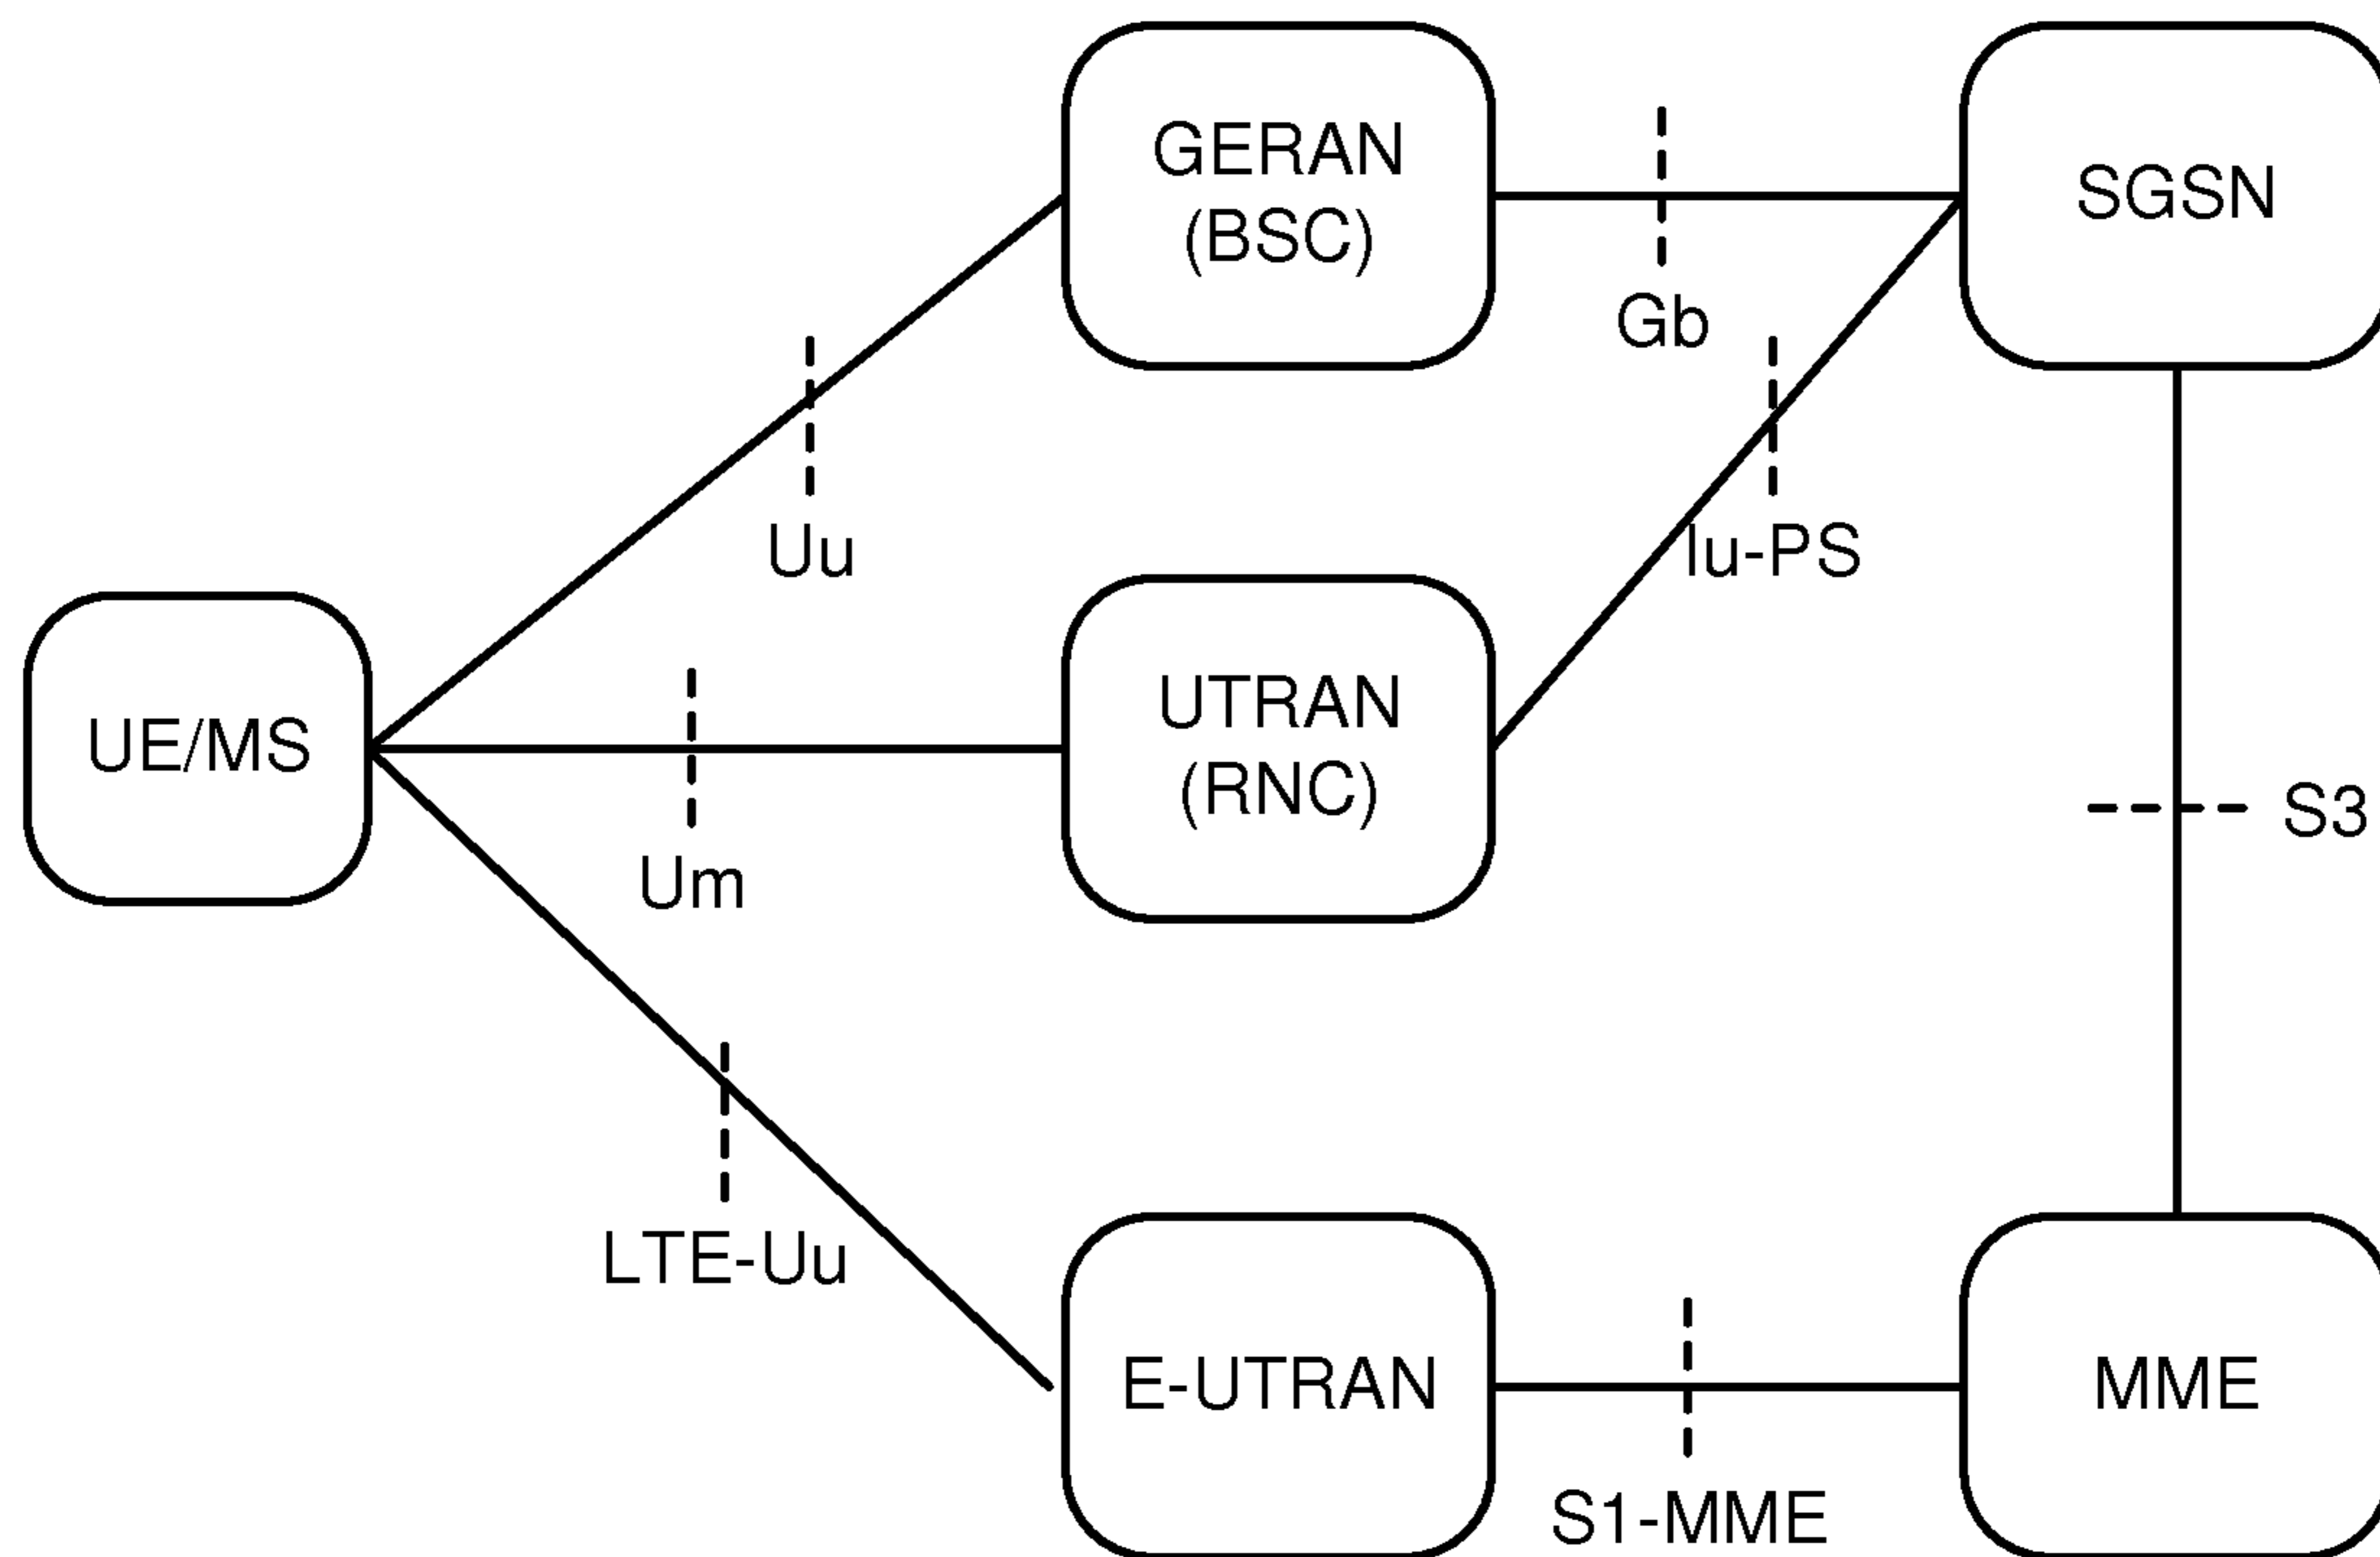 GERAN
(BSC)
SGSN
Gb
Uu
Iu-PS
UE/MS
UTRAN
(RNC)
S3
Um
LTE-Uu
E-UTRAN
MME
S1-MME